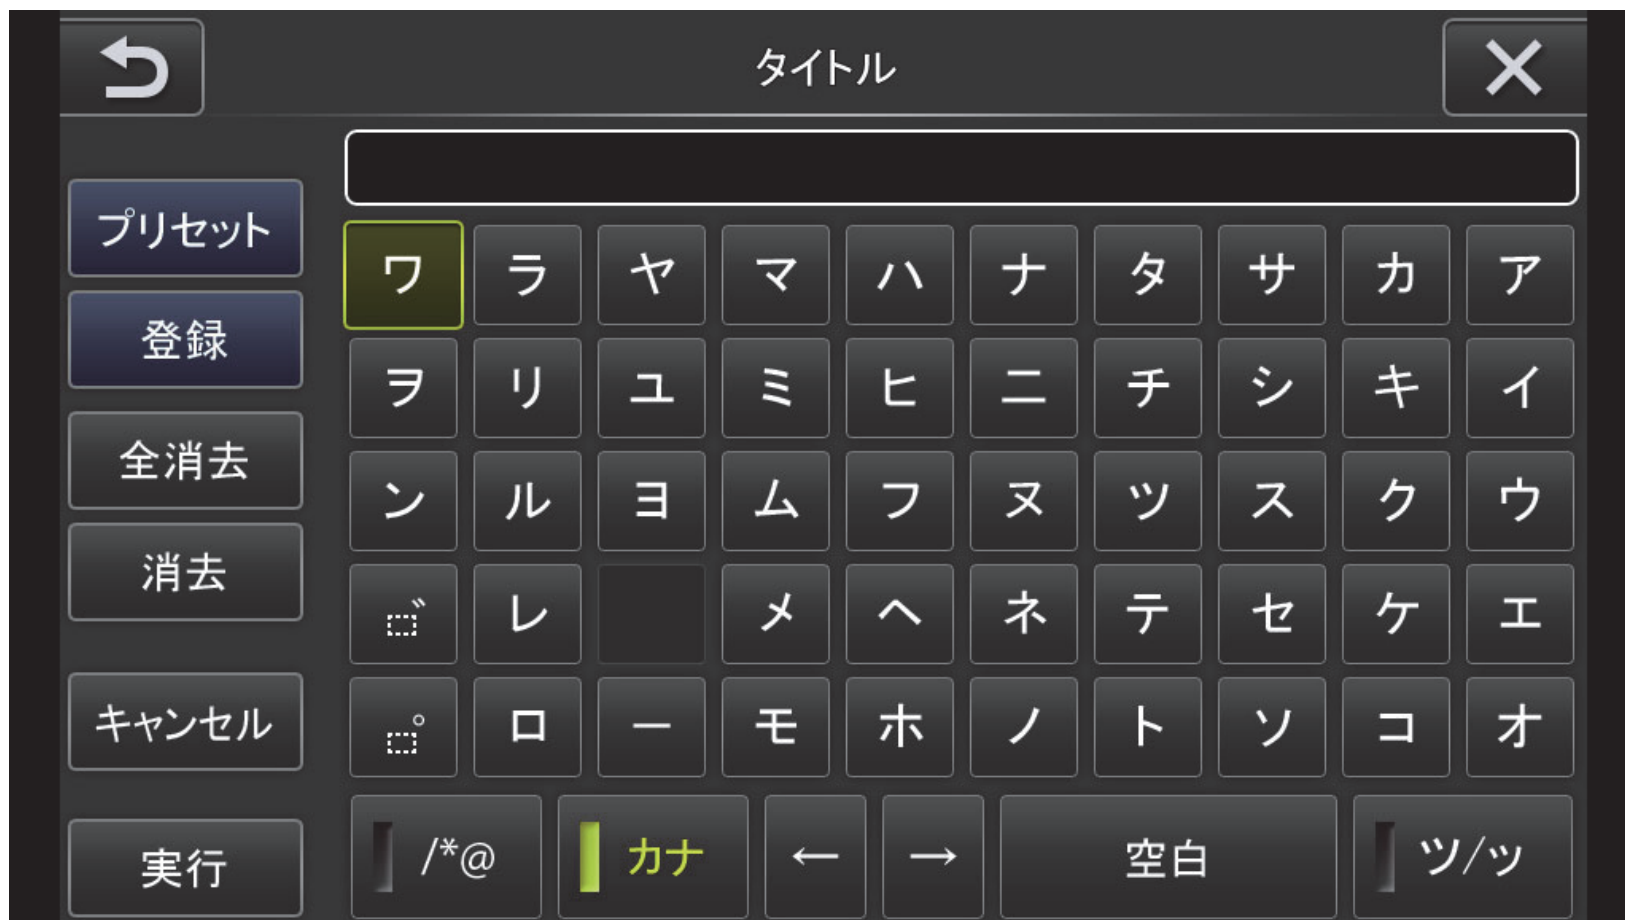 タイトル
プリセット
登録
全消去
消去
キャンセル
実行
ワ ラ ヤ マ ハ ナ タ サ カ ア
ヲ リ ユ ミ ヒ ニ チ シ キ イ
ン ル ヨ ム フ ヌ ツ ス ク ウ
゛ レ メ ヘ ネ テ セ ケ エ
゜ ロ ー モ ホ ノ ト ソ コ オ
/*@ カナ ← → 空白 ツ/ッ